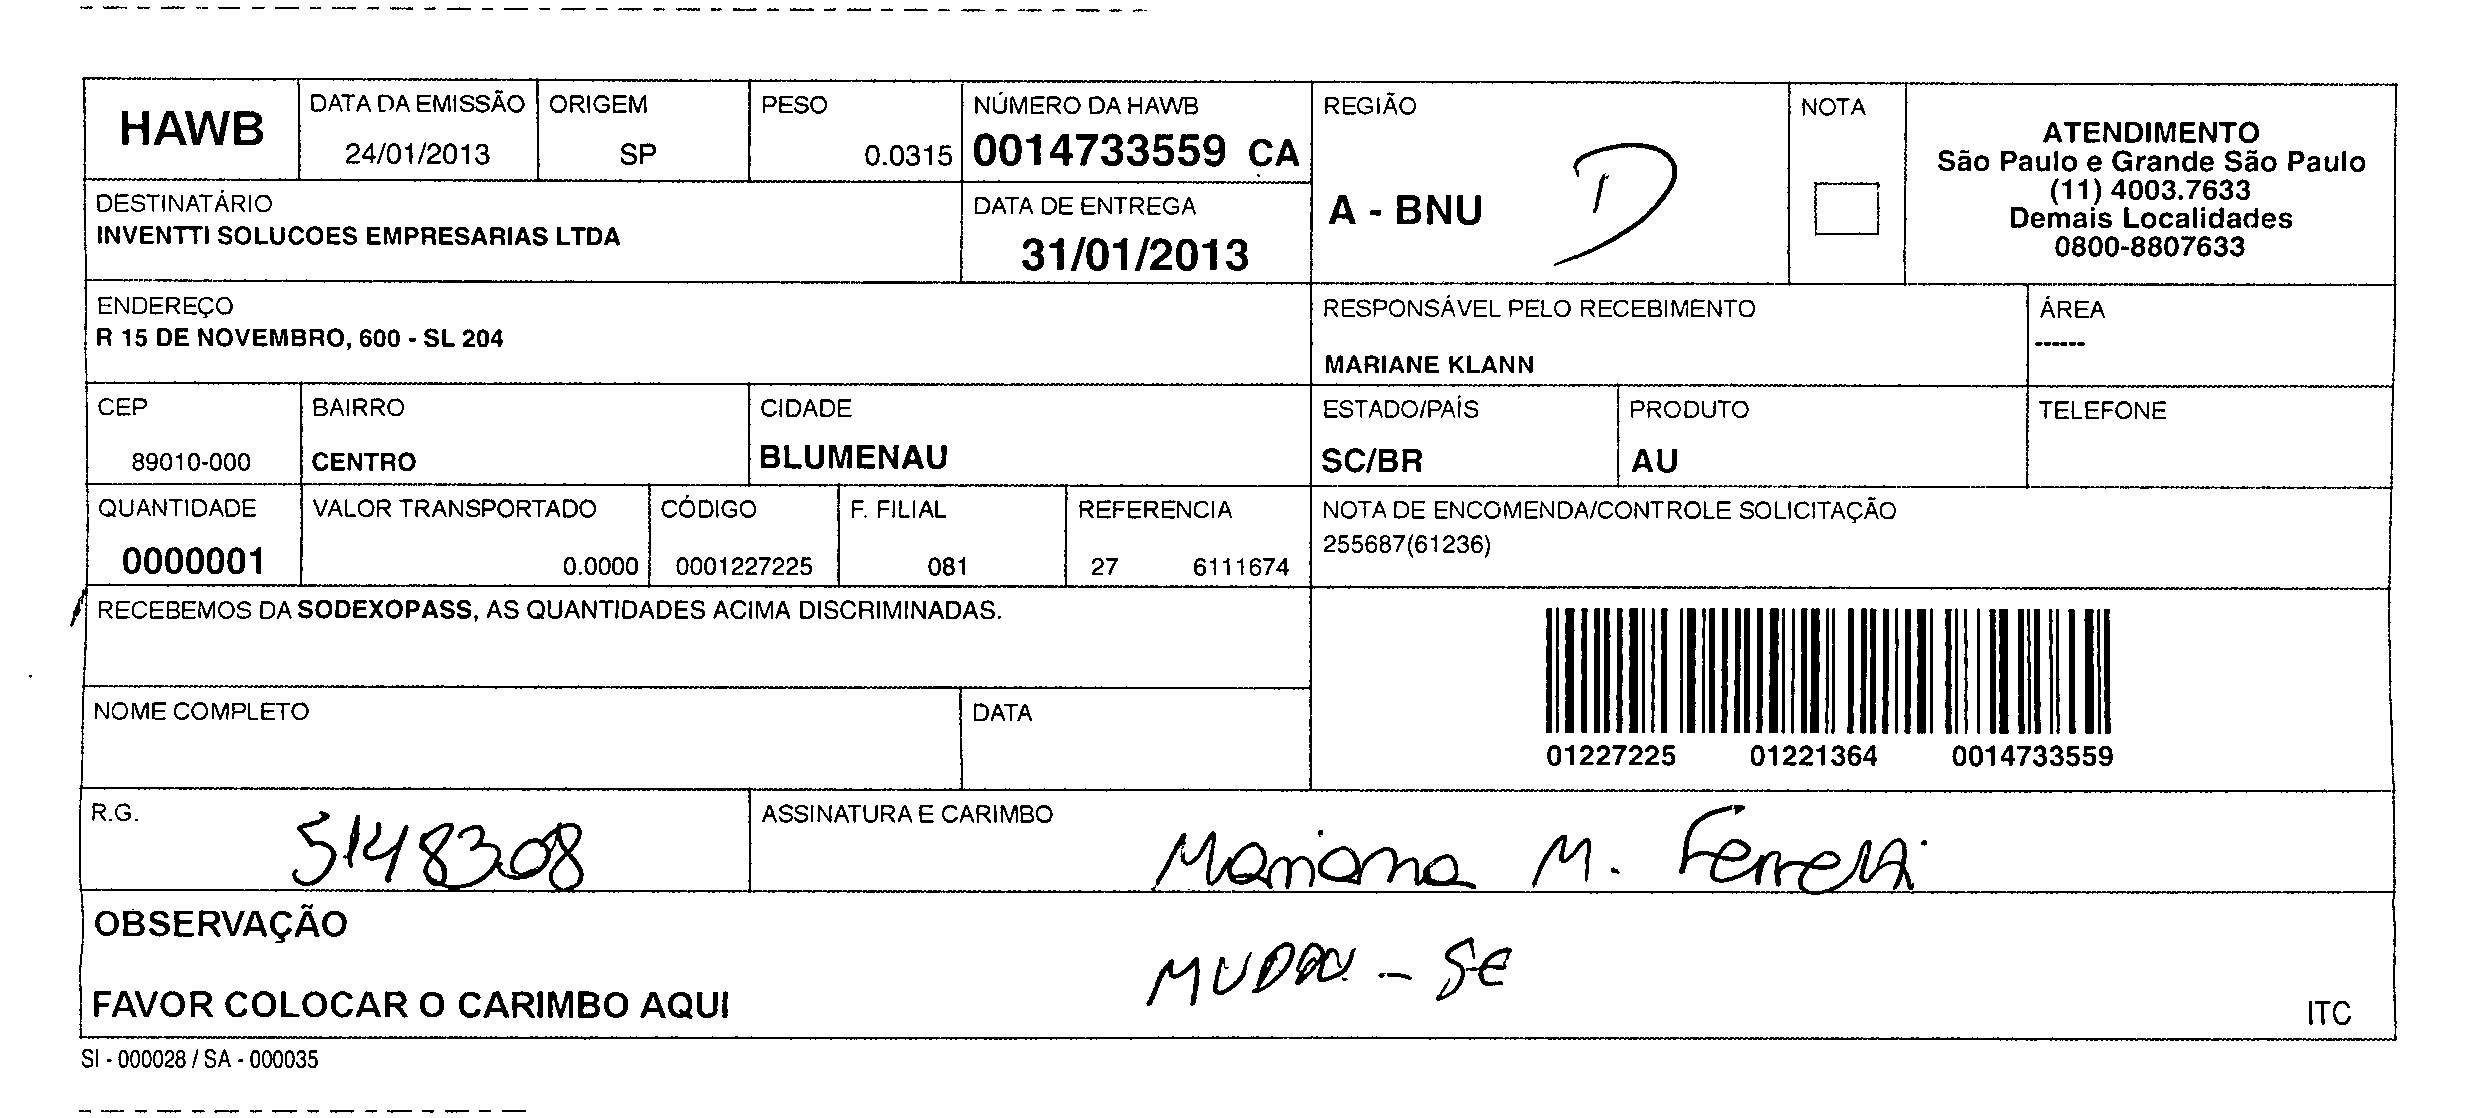 HAWB
DATA DA EMISSÃO
24/01/2013
ORIGEM
SP
PESO
0.0315
NÚMERO DA HAWB
0014733559 CA
REGIÃO
A - BNU
D
NOTA
ATENDIMENTO
São Paulo e Grande São Paulo
(11) 4003.7633
Demais Localidades
0800-8807633
DESTINATÁRIO
INVENTTI SOLUCOES EMPRESARIAS LTDA
DATA DE ENTREGA
31/01/2013
ENDEREÇO
R 15 DE NOVEMBRO, 600 - SL 204
RESPONSÁVEL PELO RECEBIMENTO
MARIANE KLANN
ÁREA
------
CEP
89010-000
BAIRRO
CENTRO
CIDADE
BLUMENAU
ESTADO/PAÍS
SC/BR
PRODUTO
AU
TELEFONE
QUANTIDADE
0000001
VALOR TRANSPORTADO
0.0000
CÓDIGO
0001227225
F. FILIAL
081
REFERENCIA
27 6111674
NOTA DE ENCOMENDA/CONTROLE SOLICITAÇÃO
255687(61236)
RECEBEMOS DA SODEXOPASS, AS QUANTIDADES ACIMA DISCRIMINADAS.
01227225 01221364 0014733559
NOME COMPLETO
DATA
R.G.
5148308
ASSINATURA E CARIMBO
Mariana M.
OBSERVAÇÃO
- SE
FAVOR COLOCAR O CARIMBO AQUI
ITC
SI - 000028 / SA - 000035